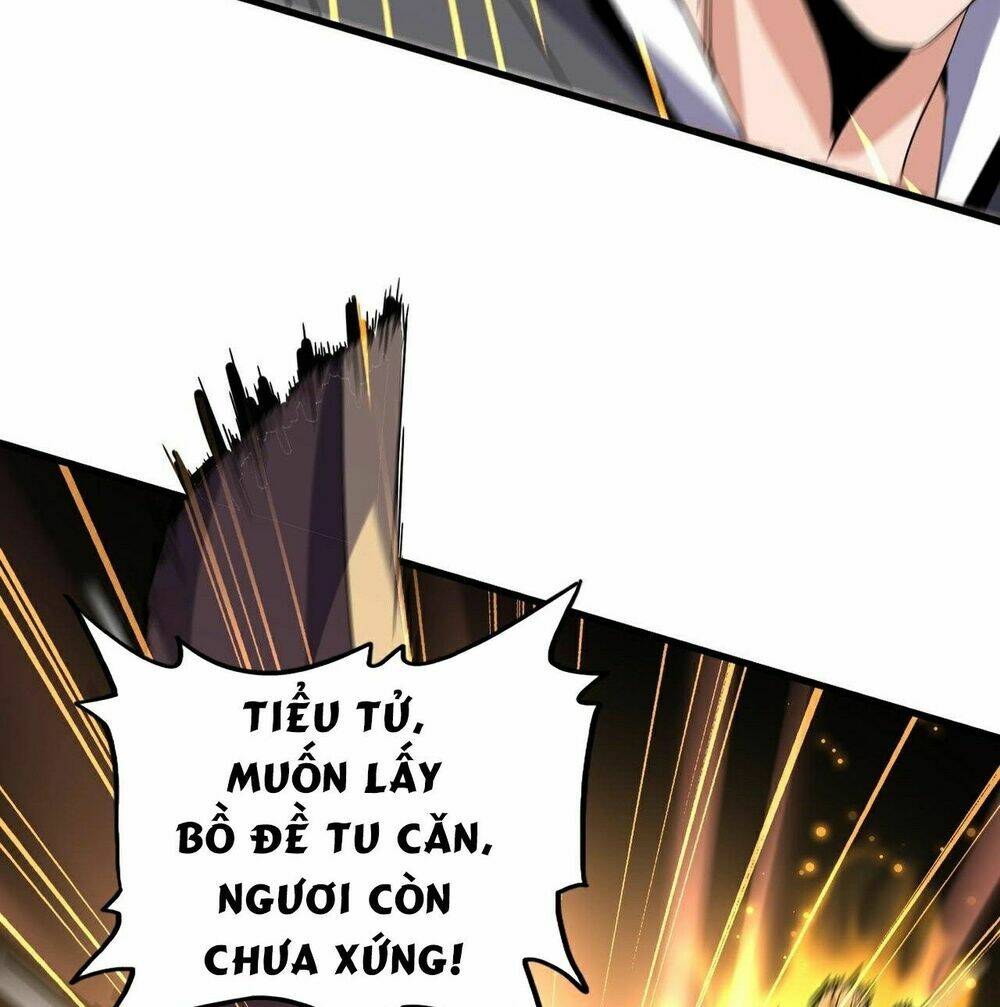 TIỂU TỬ,
MUỐN LẤY
BỒ ĐỀ TU CĂN,
NGƯƠI CÒN
CHƯA XỨNG!